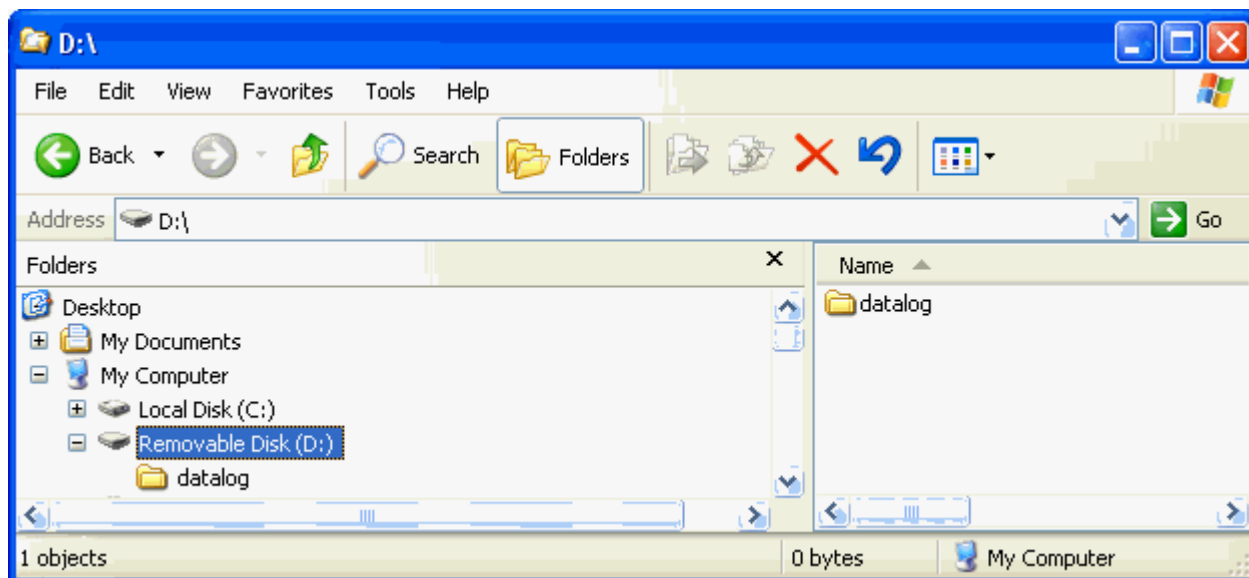 D:\
File Edit View Favorites Tools Help
Back Search Folders
Address D:\ Go
Folders
Name
Desktop
datalog
My Documents
My Computer
Local Disk (C:)
Removable Disk (D:)
datalog
1 objects 0 bytes My Computer